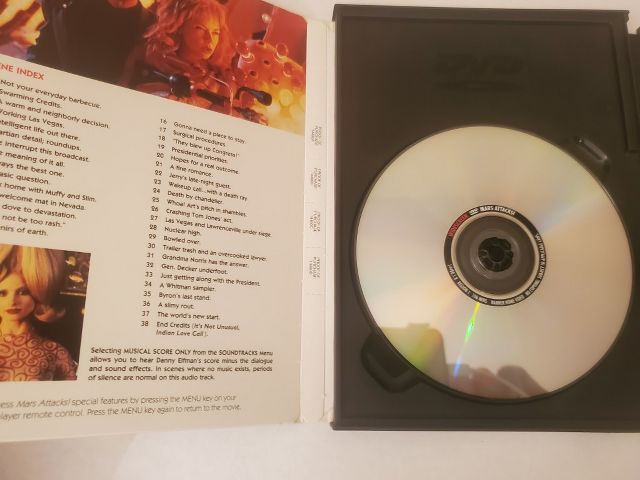 NE INDEX
Not your everyday barbecue.
Swarming Credits.
A warm and neighborly decision.
Working Las Vegas.
telligent life out there.
artian detail; roundups.
e interrupt this broadcast.
e meaning of it all.
ways the best one.
asic question.
r home with Muffy and Slim.
welcome mat in Nevada.
dove to devastation.
not be too rash."
nirs of earth.
16 Gonna need a place to stay.
17 Surgical procedures.
18 "They blew up Congress!"
19 Presidential priorities.
20 Hopes for a real outcome.
21 A fine romance.
22 Jerry's late-night guest.
23 Wakeup call...with a death ray.
24 Death by chandelier.
25 Whoa! Art's pitch in shambles.
26 Crashing Tom Jones' act.
27 Las Vegas and Lawrenceville under siege.
28 Nuclear high.
29 Bowled over.
30 Trailer trash and an overcooked lawyer.
31 Grandma Norris has the answer.
32 Gen. Decker underfoot.
33 Just getting along with the President.
34 A Whitman sampler.
35 Byron's last stand.
36 A slimy rout.
37 The world's new start.
38 End Credits (It's Not Unusual,
Indian Love Call).
Selecting MUSICAL SCORE ONLY from the SOUNDTRACKS Menu
allows you to hear Danny Elfman's score minus the dialogue
and sound effects. In scenes where no music exists, periods
of silence are normal on this audio track.
ess Mars Attacks! special features by pressing the MENU key on your
layer remote control. Press the MENU key again to return to the movie.
MARS ATTACKS!